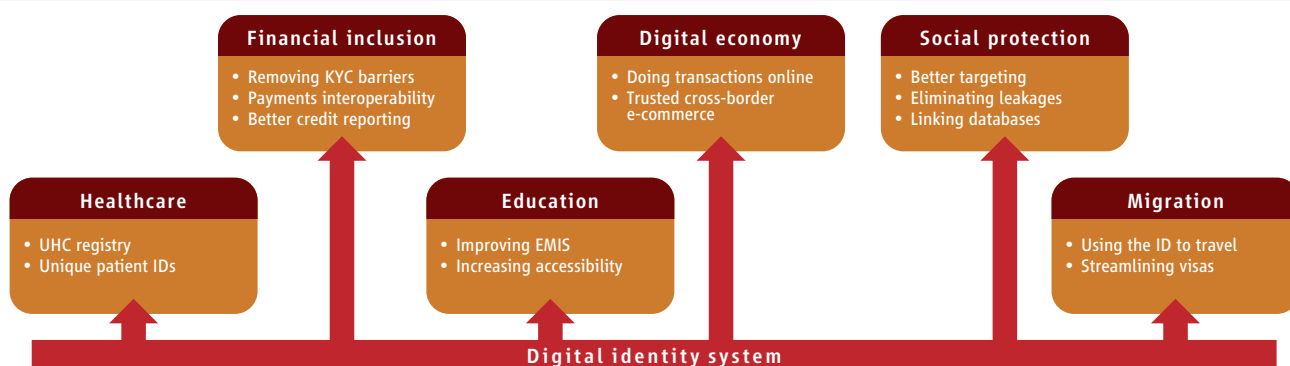 Financial inclusion
• Removing KYC barriers
• Payments interoperability
• Better credit reporting
Digital economy
• Doing transactions online
• Trusted cross-border
e-commerce
Social protection
• Better targeting
• Eliminating leakages
• Linking databases
Healthcare
• UHC registry
• Unique patient IDs
Education
• Improving EMIS
• Increasing accessibility
Migration
• Using the ID to travel
• Streamlining visas
Digital identity system